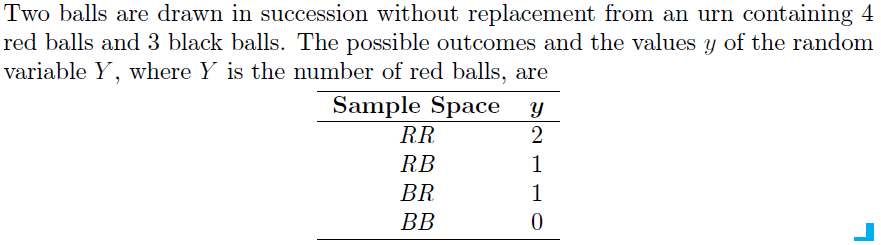 Two balls are drawn in succession without replacement from an urn containing 4
red balls and 3 black balls. The possible outcomes and the values y of the random
variable Y, where Y is the number of red balls, are
Sample Space y
RR 2
RB 1
BR 1
BB 0